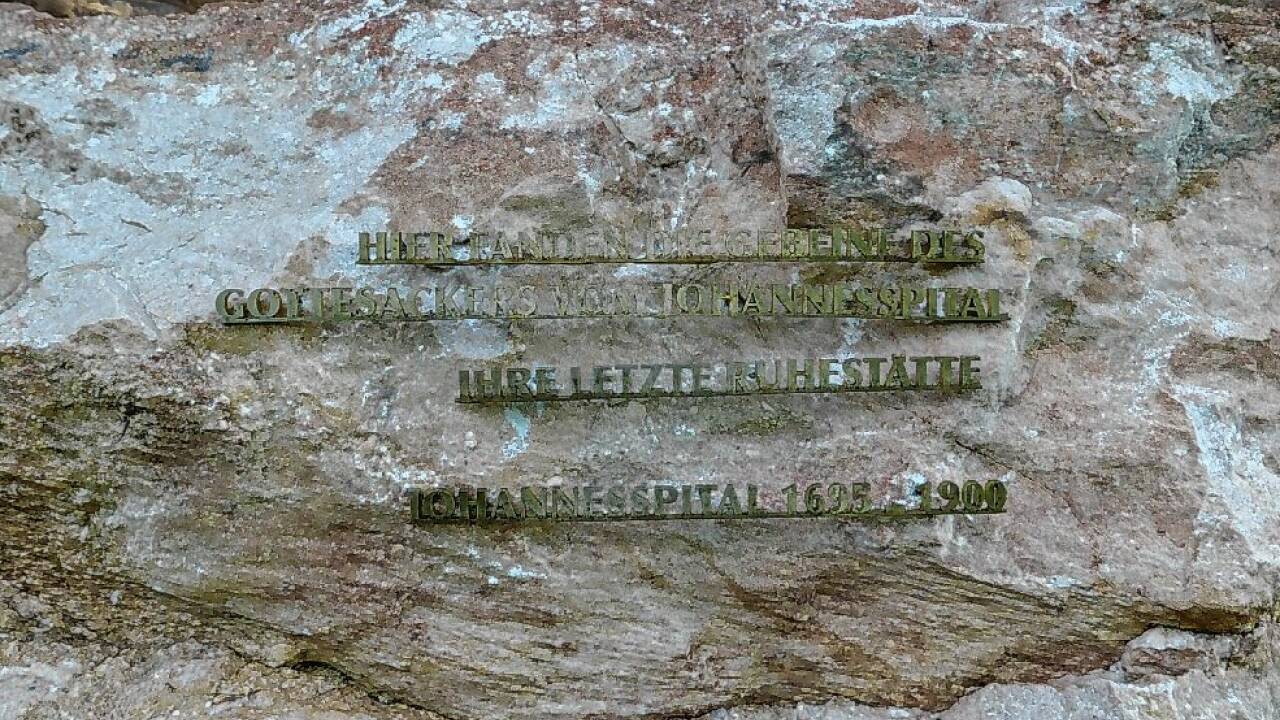 HIER FANDEN DIE GEBEINE DES
GOTTESACKERS VOM JOHANNESSPITAL
IHRE LETZTE RUHESTÄTTE
JOHANNESSPITAL 1695 - 1900